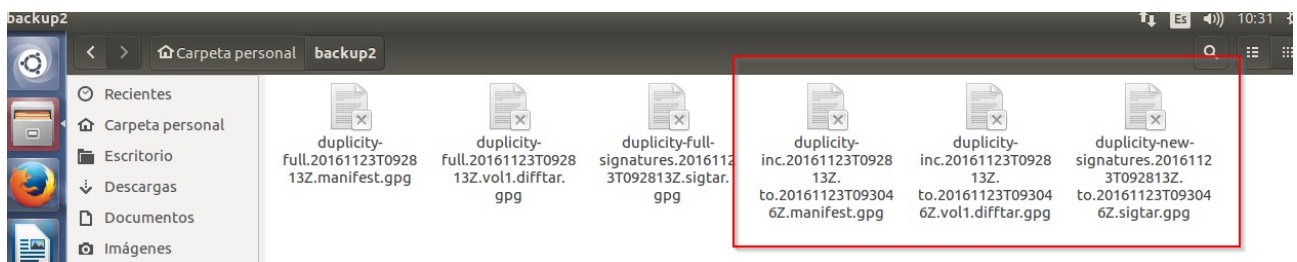 backup2
Es
10:31
Carpeta personal backup2
Recientes
Carpeta personal
Escritorio
Descargas
Documentos
Imágenes
duplicity-
full.20161123T0928
13Z.manifest.gpg
duplicity-
full.20161123T0928
13Z.vol1.difftar.
gpg
duplicity-full-
signatures.2016112
3T092813Z.sigtar.
gpg
duplicity-
inc.20161123T0928
13Z.
to.20161123T09304
6Z.manifest.gpg
duplicity-
inc.20161123T0928
13Z.
to.20161123T09304
6Z.vol1.difftar.gpg
duplicity-new-
signatures.2016112
3T092813Z.
to.20161123T09304
6Z.sigtar.gpg